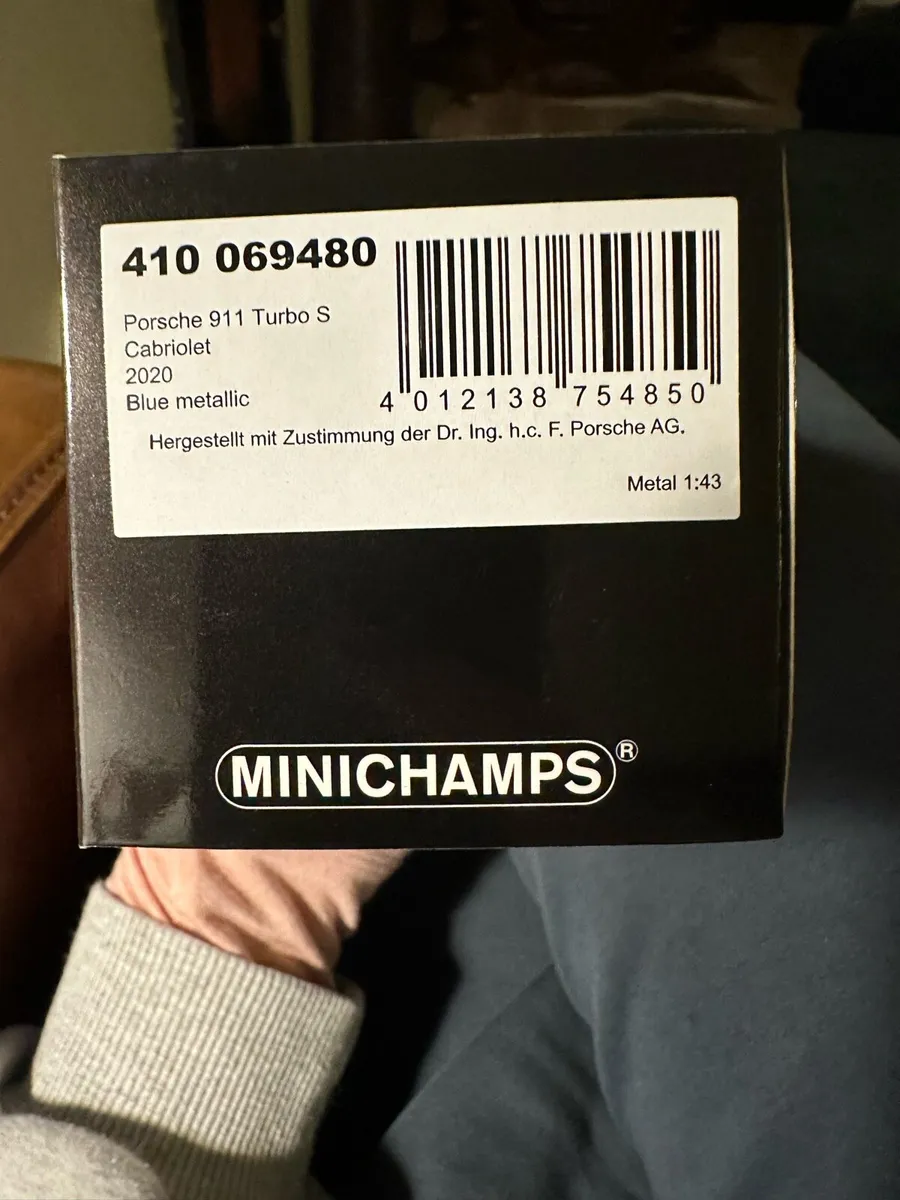 410 069480
Porsche 911 Turbo S
Cabriolet
2020
Blue metallic
4 012138 754850
Hergestellt mit Zustimmung der Dr. Ing. h.c. F. Porsche AG.
Metal 1:43
MINICHAMPS®